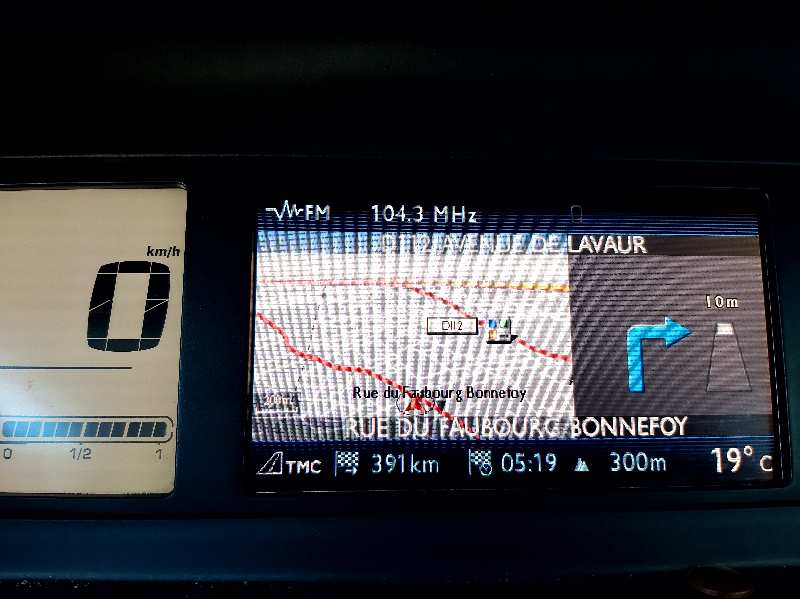 FM 104.3 MHz
D112/AVENUE DE LAVAUR
km/h
0
10m
D112
Rue du Faubourg Bonnefoy
RUE DU FAUBOURG BONNEFOY
0 1/2 1
TMC 391km 05:19 300m 19°C